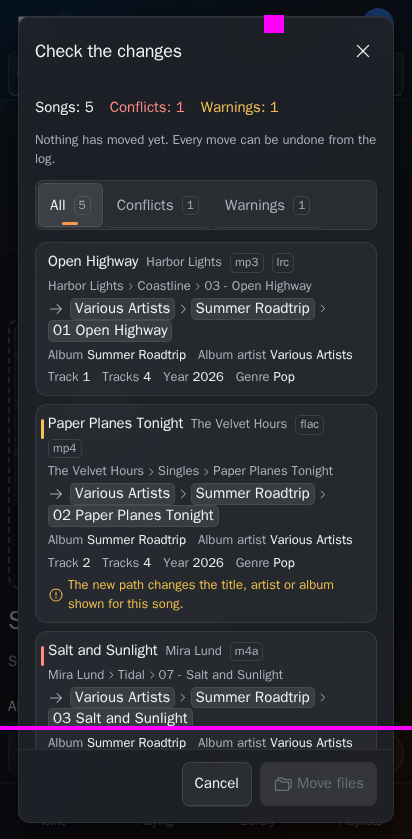 Check the changes
Songs: 5 Conflicts: 1 Warnings: 1
Nothing has moved yet. Every move can be undone from the
log.
All 5 Conflicts 1 Warnings 1
Open Highway Harbor Lights mp3 lrc
Harbor Lights > Coastline > 03 - Open Highway
→ Various Artists > Summer Roadtrip >
01 Open Highway
Album Summer Roadtrip Album artist Various Artists
Track 1 Tracks 4 Year 2026 Genre Pop
Paper Planes Tonight The Velvet Hours flac
mp4
The Velvet Hours > Singles > Paper Planes Tonight
→ Various Artists > Summer Roadtrip >
02 Paper Planes Tonight
Album Summer Roadtrip Album artist Various Artists
Track 2 Tracks 4 Year 2026 Genre Pop
The new path changes the title, artist or album
shown for this song.
Salt and Sunlight Mira Lund m4a
Mira Lund > Tidal > 07 - Salt and Sunlight
→ Various Artists > Summer Roadtrip >
03 Salt and Sunlight
Album Summer Roadtrip Album artist Various Artists
Cancel Move files